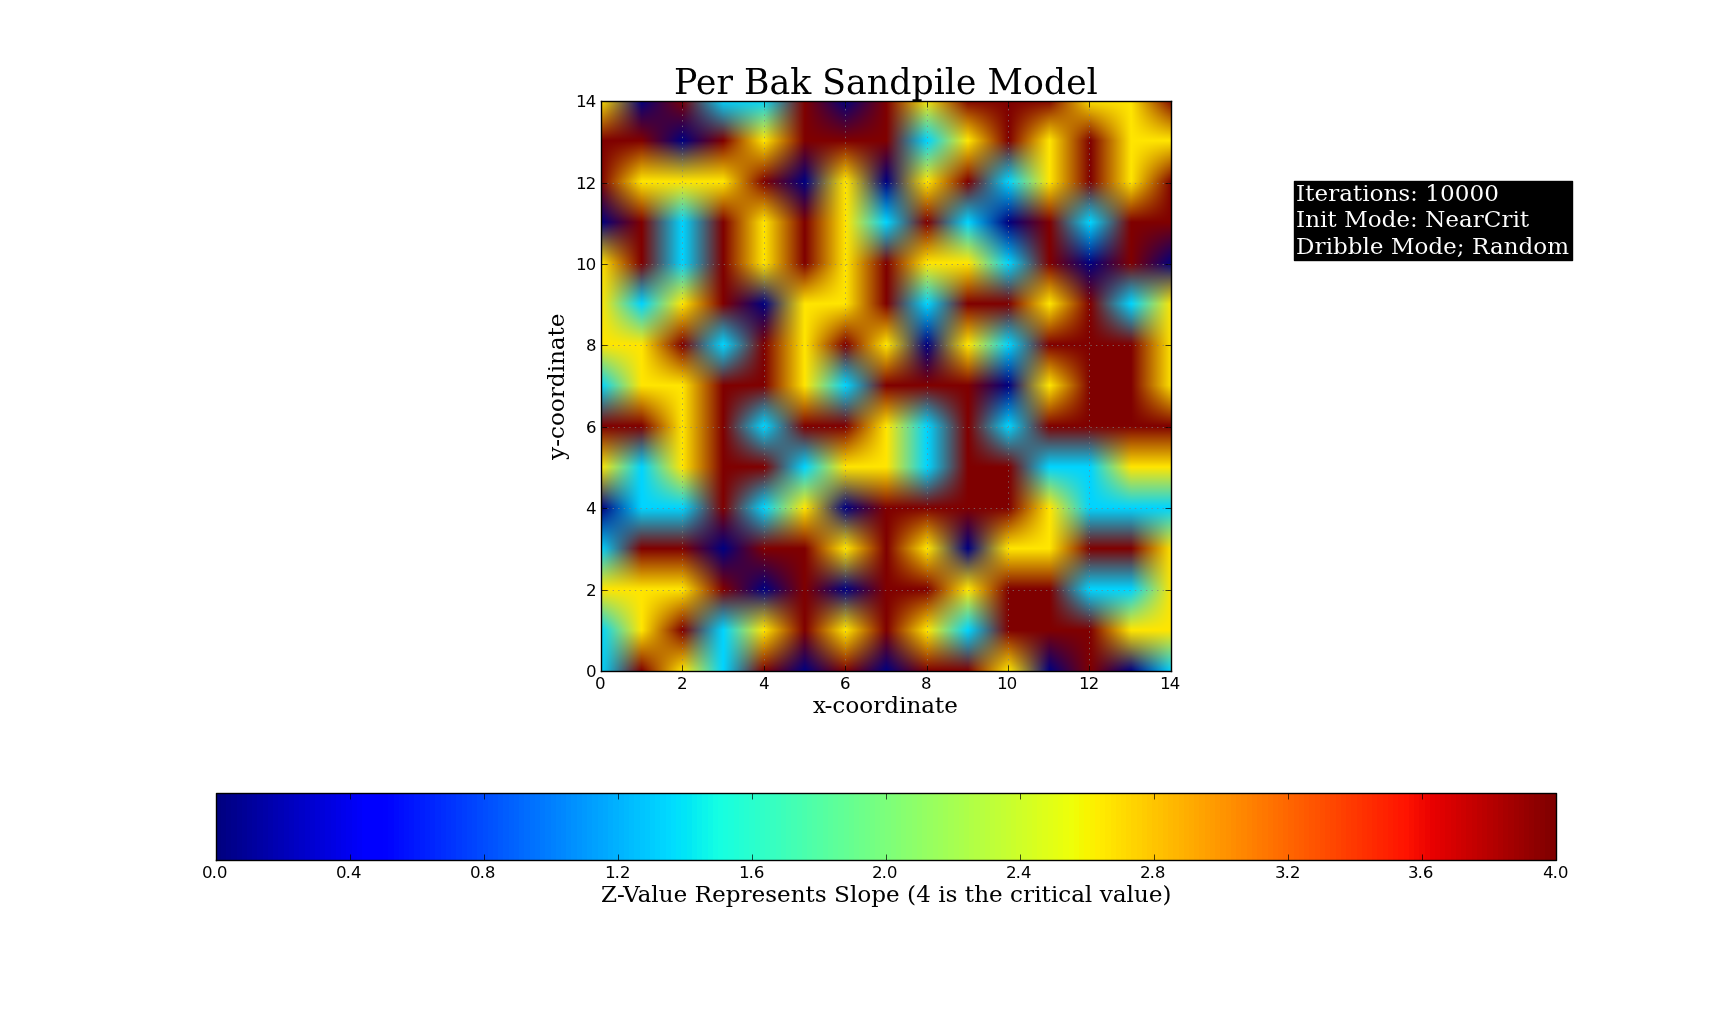 Per Bak Sandpile Model
14
12
10
8
6
4
2
0
y-coordinate
0 2 4 6 8 10 12 14
x-coordinate
Iterations: 10000
Init Mode: NearCrit
Dribble Mode; Random
0.0 0.4 0.8 1.2 1.6 2.0 2.4 2.8 3.2 3.6 4.0
Z-Value Represents Slope (4 is the critical value)